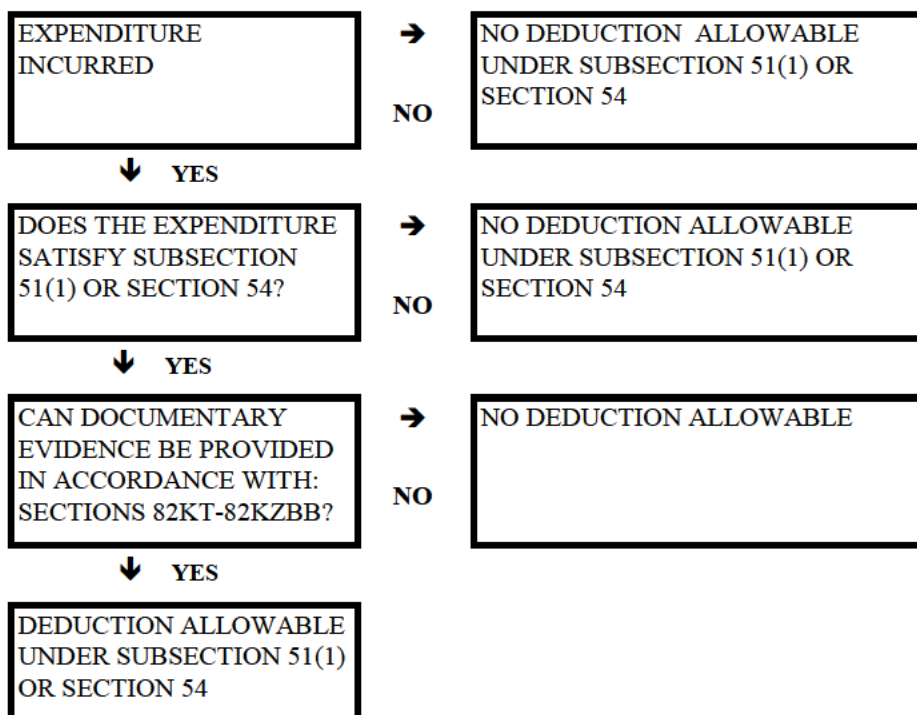 EXPENDITURE
INCURRED
➔
NO
NO DEDUCTION ALLOWABLE
UNDER SUBSECTION 51(1) OR
SECTION 54
🡻 YES
DOES THE EXPENDITURE
SATISFY SUBSECTION
51(1) OR SECTION 54?
➔
NO
NO DEDUCTION ALLOWABLE
UNDER SUBSECTION 51(1) OR
SECTION 54
🡻 YES
CAN DOCUMENTARY
EVIDENCE BE PROVIDED
IN ACCORDANCE WITH:
SECTIONS 82KT-82KZBB?
➔
NO
NO DEDUCTION ALLOWABLE
🡻 YES
DEDUCTION ALLOWABLE
UNDER SUBSECTION 51(1)
OR SECTION 54